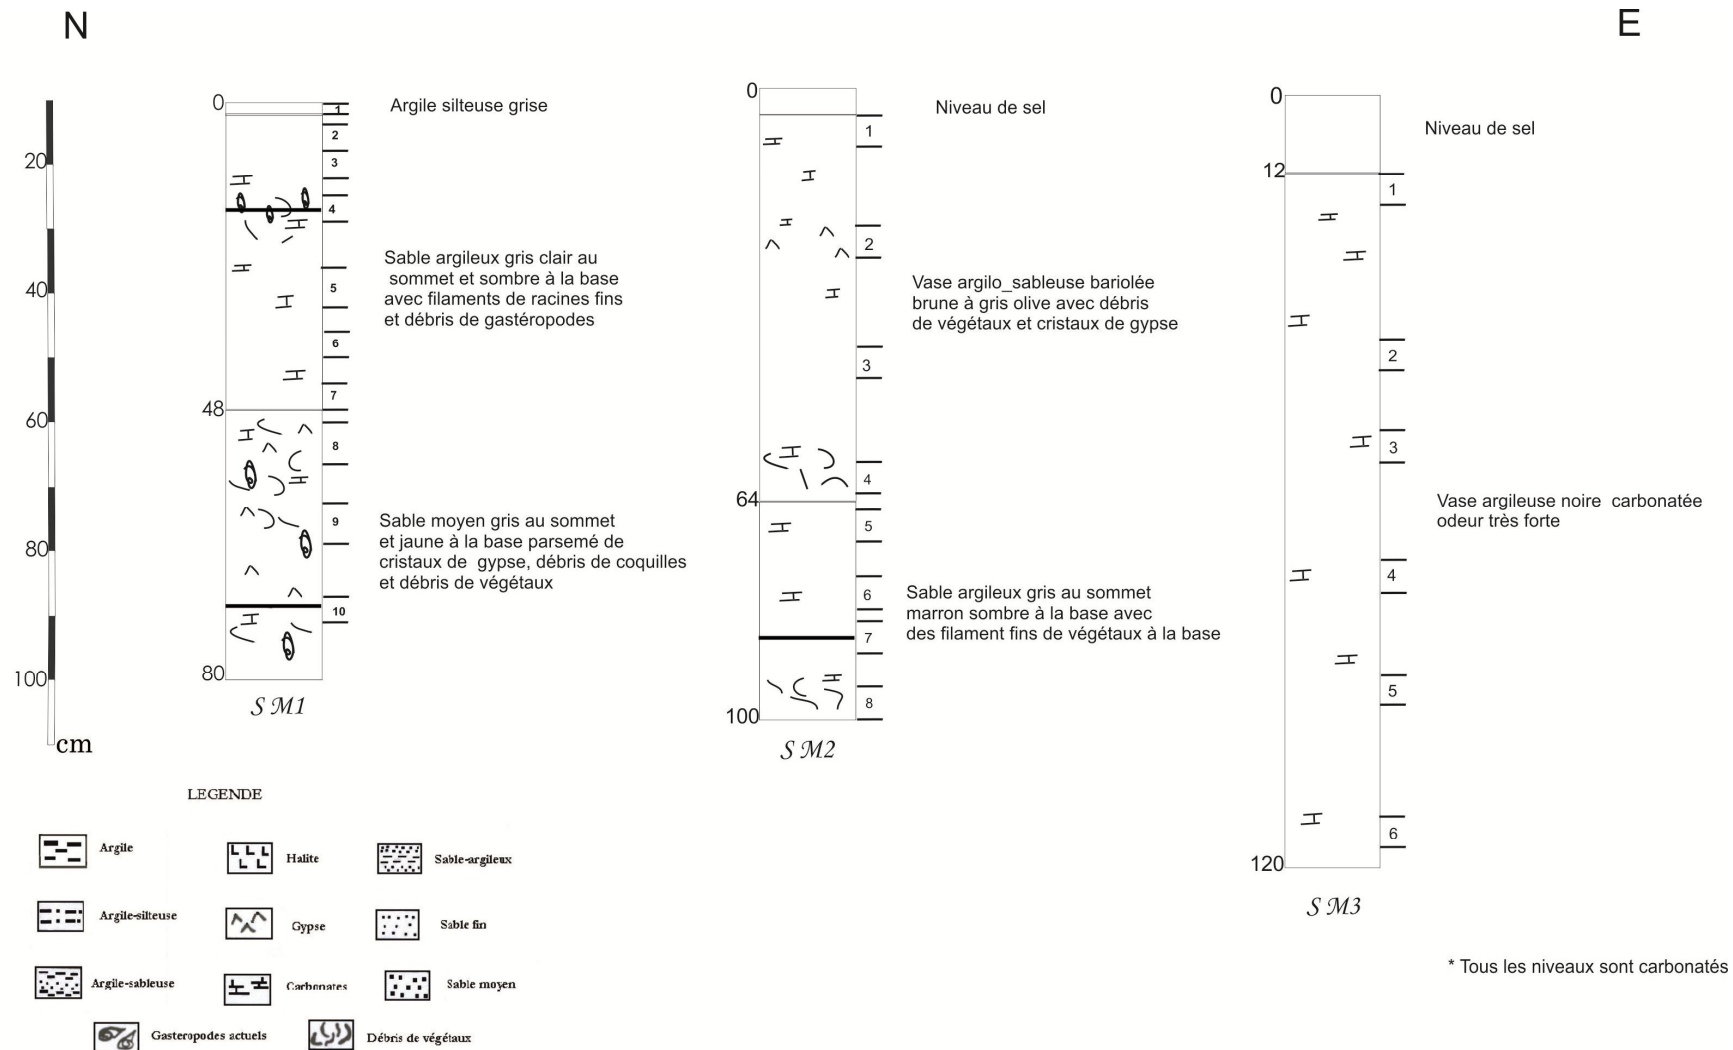 N
E
0
1
Argile silteuse grise
0
Niveau de sel
0
Niveau de sel
2
1
20
3
12
1
4
2
Sable argileux gris clair au
sommet et sombre à la base
avec filaments de racines fins
et débris de gastéropodes
40
5
Vase argilo_sableuse bariolée
brune à gris olive avec débris
de végétaux et cristaux de gypse
6
3
2
7
48
60
8
4
3
64
9
5
Sable moyen gris au sommet
et jaune à la base parsemé de
cristaux de gypse, débris de coquilles
et débris de végétaux
Vase argileuse noire carbonatée
odeur très forte
80
10
6
4
Sable argileux gris au sommet
marron sombre à la base avec
des filament fins de végétaux à la base
7
100
80
8
5
S M1
100
cm
S M2
6
120
S M3
LEGENDE
Argile
Halite
Sable-argileux
Argile-silteuse
Gypse
Sable fin
Argile-sableuse
Carbonates
Sable moyen
Gasteropodes actuels
Débris de végétaux
* Tous les niveaux sont carbonatés